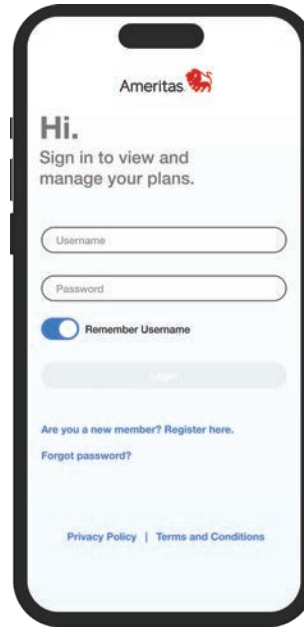 Ameritas
Hi.
Sign in to view and
manage your plans.
Username
Password
Remember Username
Login
Are you a new member? Register here.
Forgot password?
Privacy Policy | Terms and Conditions